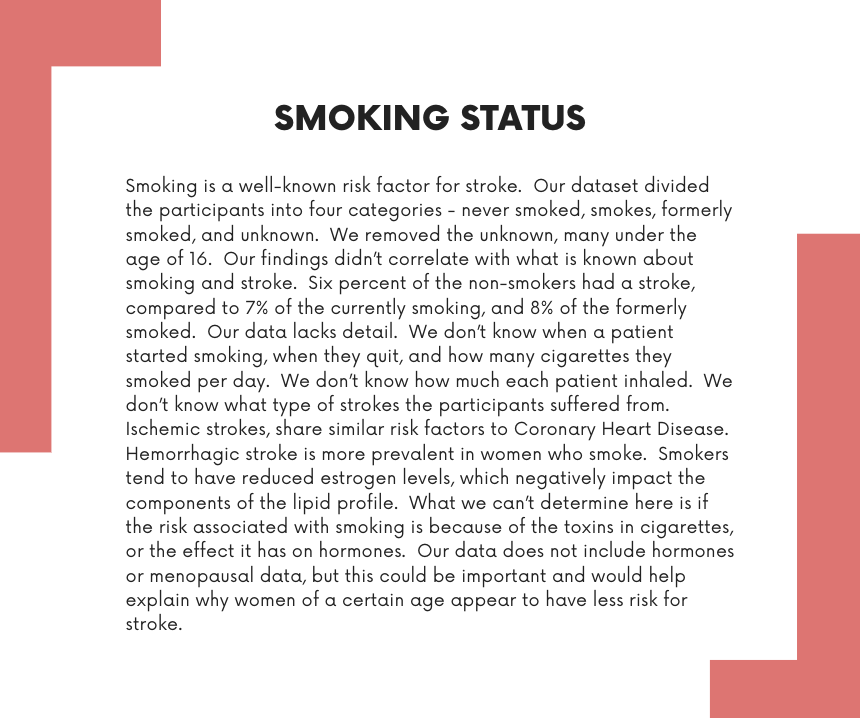 SMOKING STATUS
Smoking is a well-known risk factor for stroke.  Our dataset divided
the participants into four categories - never smoked, smokes, formerly
smoked, and unknown.  We removed the unknown, many under the
age of 16.  Our findings didn't correlate with what is known about
smoking and stroke.  Six percent of the non-smokers had a stroke,
compared to 7% of the currently smoking, and 8% of the formerly
smoked.  Our data lacks detail.  We don't know when a patient
started smoking, when they quit, and how many cigarettes they
smoked per day.  We don't know how much each patient inhaled.  We
don't know what type of strokes the participants suffered from.
Ischemic strokes, share similar risk factors to Coronary Heart Disease.
Hemorrhagic stroke is more prevalent in women who smoke.  Smokers
tend to have reduced estrogen levels, which negatively impact the
components of the lipid profile.  What we can't determine here is if
the risk associated with smoking is because of the toxins in cigarettes,
or the effect it has on hormones.  Our data does not include hormones
or menopausal data, but this could be important and would help
explain why women of a certain age appear to have less risk for
stroke.